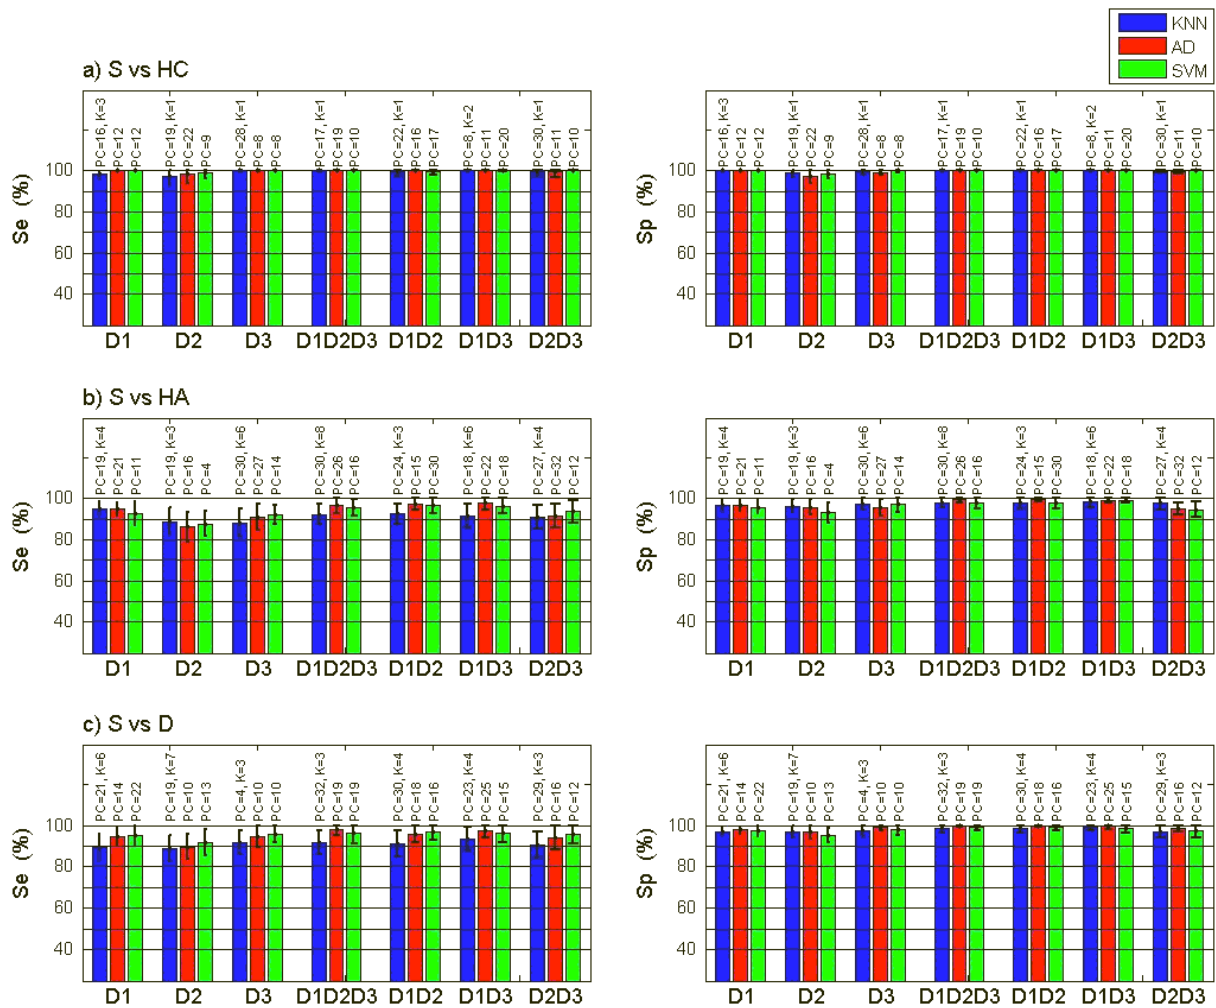 KNN
AD
SVM
a) S vs HC
PC=16, K=3
PC=12
PC=12
PC=19, K=1
PC=22
PC=9
PC=28, K=1
PC=8
PC=8
PC=17, K=1
PC=19
PC=10
PC=22, K=1
PC=16
PC=17
PC=8, K=2
PC=11
PC=20
PC=30, K=1
PC=11
PC=10
Se (%)
100
80
60
40
D1 D2 D3 D1D2D3 D1D2 D1D3 D2D3
PC=16, K=3
PC=12
PC=12
PC=19, K=1
PC=22
PC=9
PC=28, K=1
PC=8
PC=8
PC=17, K=1
PC=19
PC=10
PC=22, K=1
PC=16
PC=17
PC=8, K=2
PC=11
PC=20
PC=30, K=1
PC=11
PC=10
Sp (%)
100
80
60
40
D1 D2 D3 D1D2D3 D1D2 D1D3 D2D3
b) S vs HA
PC=19, K=4
PC=21
PC=11
PC=19, K=3
PC=16
PC=4
PC=30, K=6
PC=27
PC=14
PC=30, K=8
PC=26
PC=16
PC=24, K=3
PC=15
PC=30
PC=18, K=6
PC=22
PC=18
PC=27, K=4
PC=32
PC=12
Se (%)
100
80
60
40
D1 D2 D3 D1D2D3 D1D2 D1D3 D2D3
PC=19, K=4
PC=21
PC=11
PC=19, K=3
PC=16
PC=4
PC=30, K=6
PC=27
PC=14
PC=30, K=8
PC=26
PC=16
PC=24, K=3
PC=15
PC=30
PC=18, K=6
PC=22
PC=18
PC=27, K=4
PC=32
PC=12
Sp (%)
100
80
60
40
D1 D2 D3 D1D2D3 D1D2 D1D3 D2D3
c) S vs D
PC=21, K=6
PC=14
PC=22
PC=19, K=7
PC=10
PC=13
PC=4, K=3
PC=10
PC=10
PC=32, K=3
PC=19
PC=19
PC=30, K=4
PC=18
PC=16
PC=23, K=4
PC=25
PC=15
PC=29, K=3
PC=16
PC=12
Se (%)
100
80
60
40
D1 D2 D3 D1D2D3 D1D2 D1D3 D2D3
PC=21, K=6
PC=14
PC=22
PC=19, K=7
PC=10
PC=13
PC=4, K=3
PC=10
PC=10
PC=32, K=3
PC=19
PC=19
PC=30, K=4
PC=18
PC=16
PC=23, K=4
PC=25
PC=15
PC=29, K=3
PC=16
PC=12
Sp (%)
100
80
60
40
D1 D2 D3 D1D2D3 D1D2 D1D3 D2D3